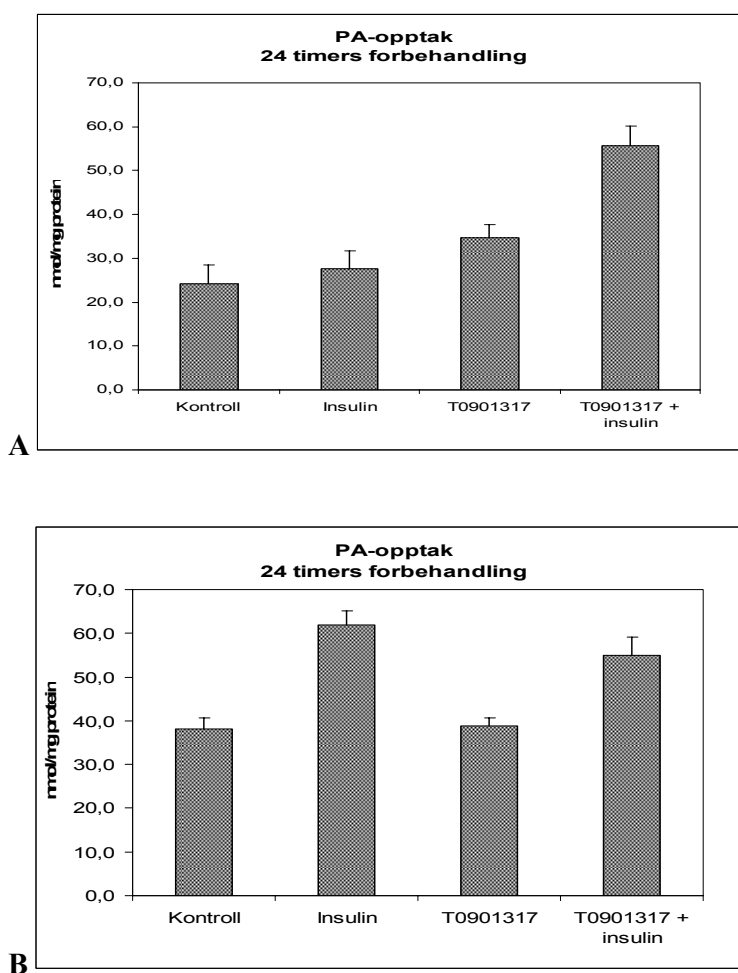 PA-opptak
24 timers forbehandling
70,0
60,0
50,0
40,0
30,0
20,0
10,0
0,0
nmol/mg protein
Kontroll
Insulin
T0901317
T0901317 +
insulin
A
PA-opptak
24 timers forbehandling
70,0
60,0
50,0
40,0
30,0
20,0
10,0
0,0
nmol/mg protein
Kontroll
Insulin
T0901317
T0901317 +
insulin
B